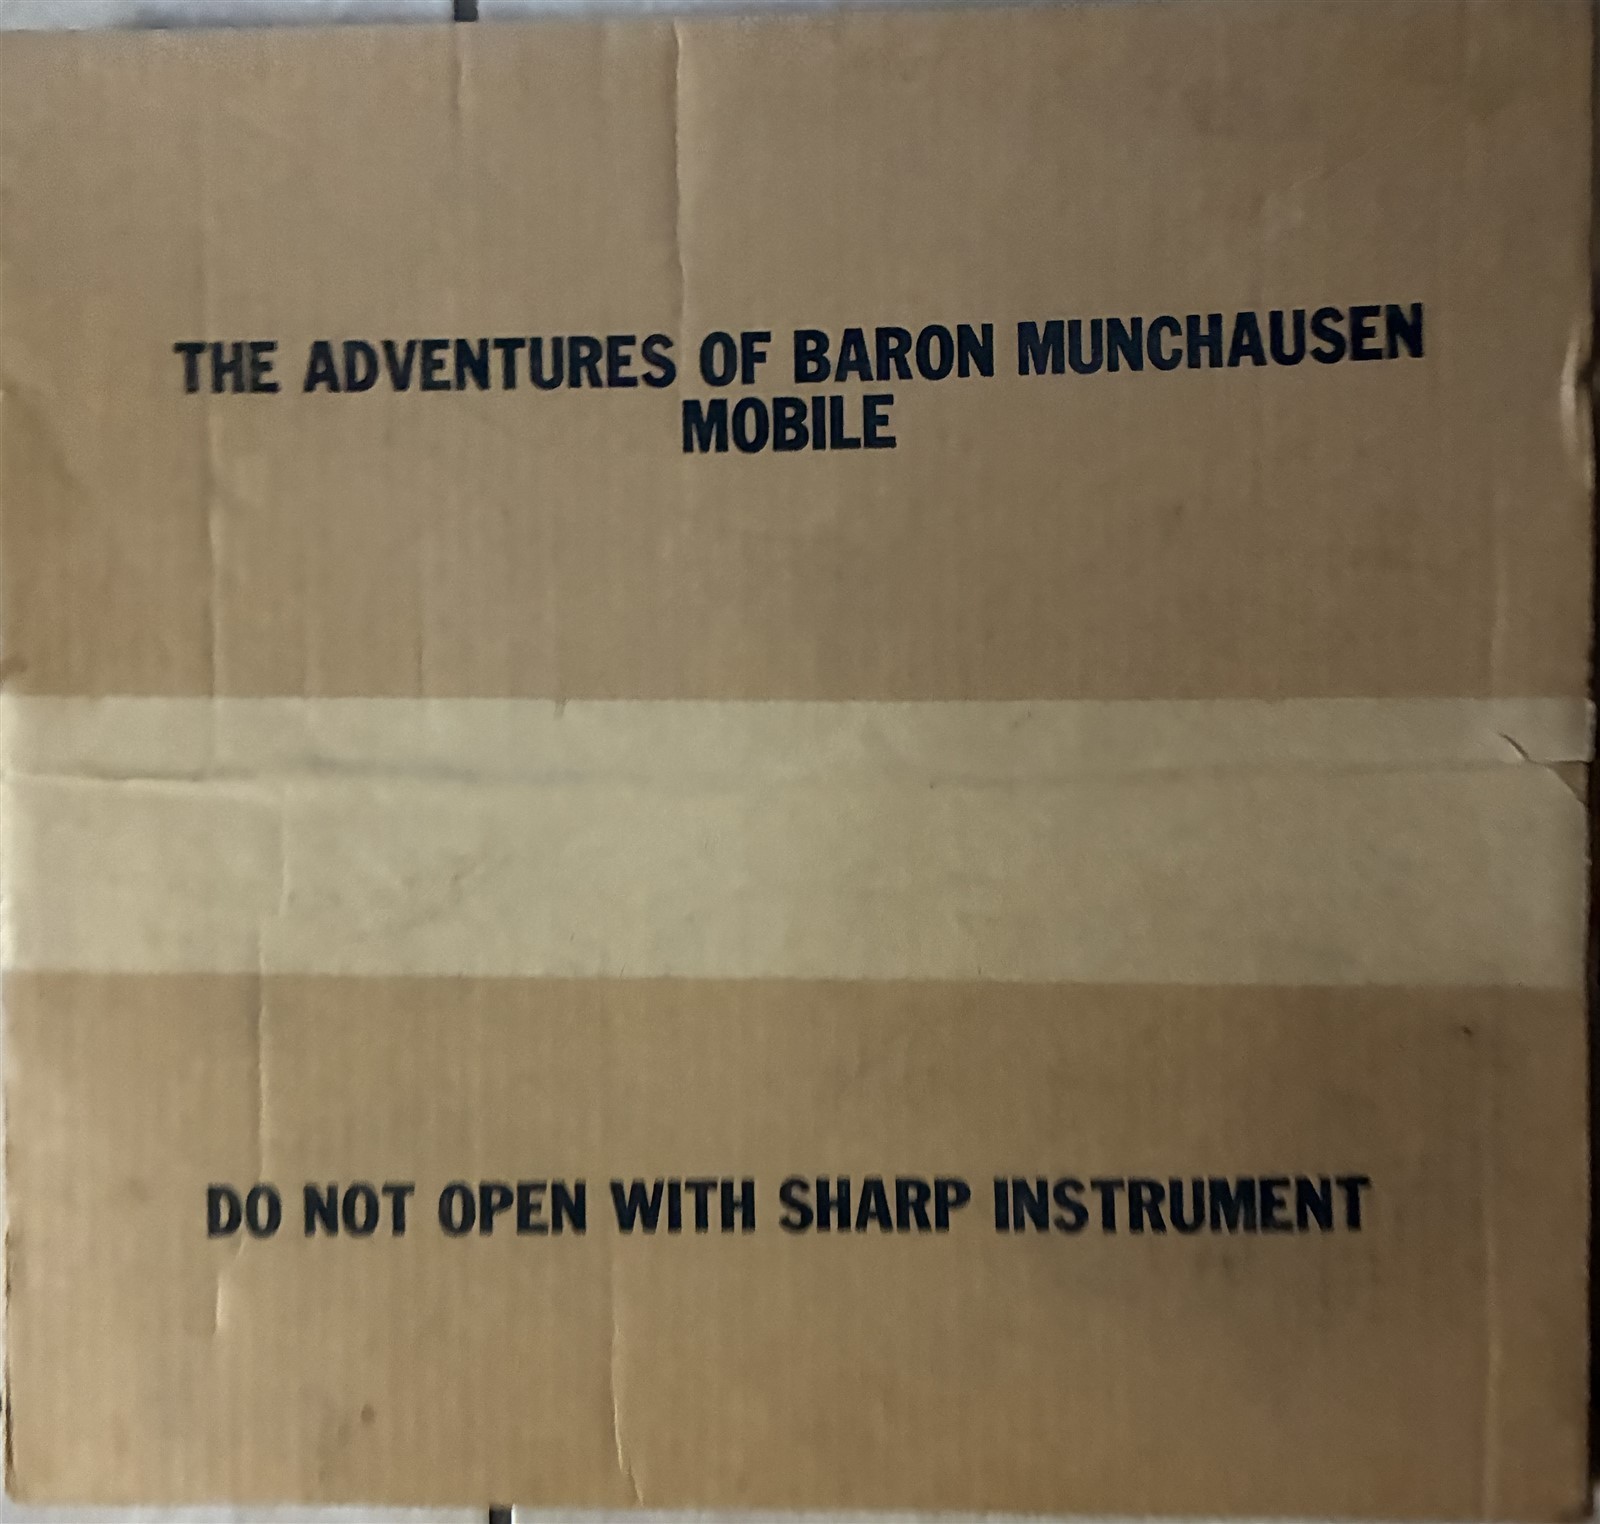 THE ADVENTURES OF BARON MUNCHAUSEN
MOBILE
DO NOT OPEN WITH SHARP INSTRUMENT